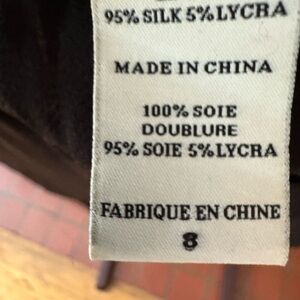 95% SILK 5% LYCRA
MADE IN CHINA
100% SOIE
DOUBLURE
95% SOIE 5% LYCRA
FABRIQUE EN CHINE
8